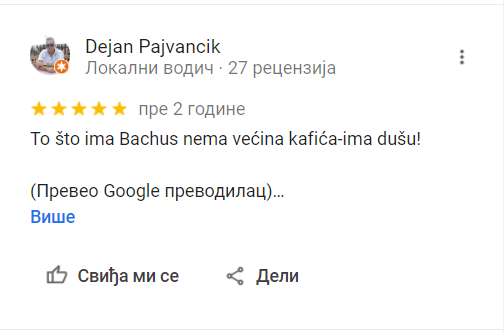 Dejan Pajvancik
Локални водич · 27 рецензија
пре 2 године
To što ima Bachus nema većina kafića-ima dušu!
(Превео Google преводилац)...
Више
Свиђа ми се
Дели